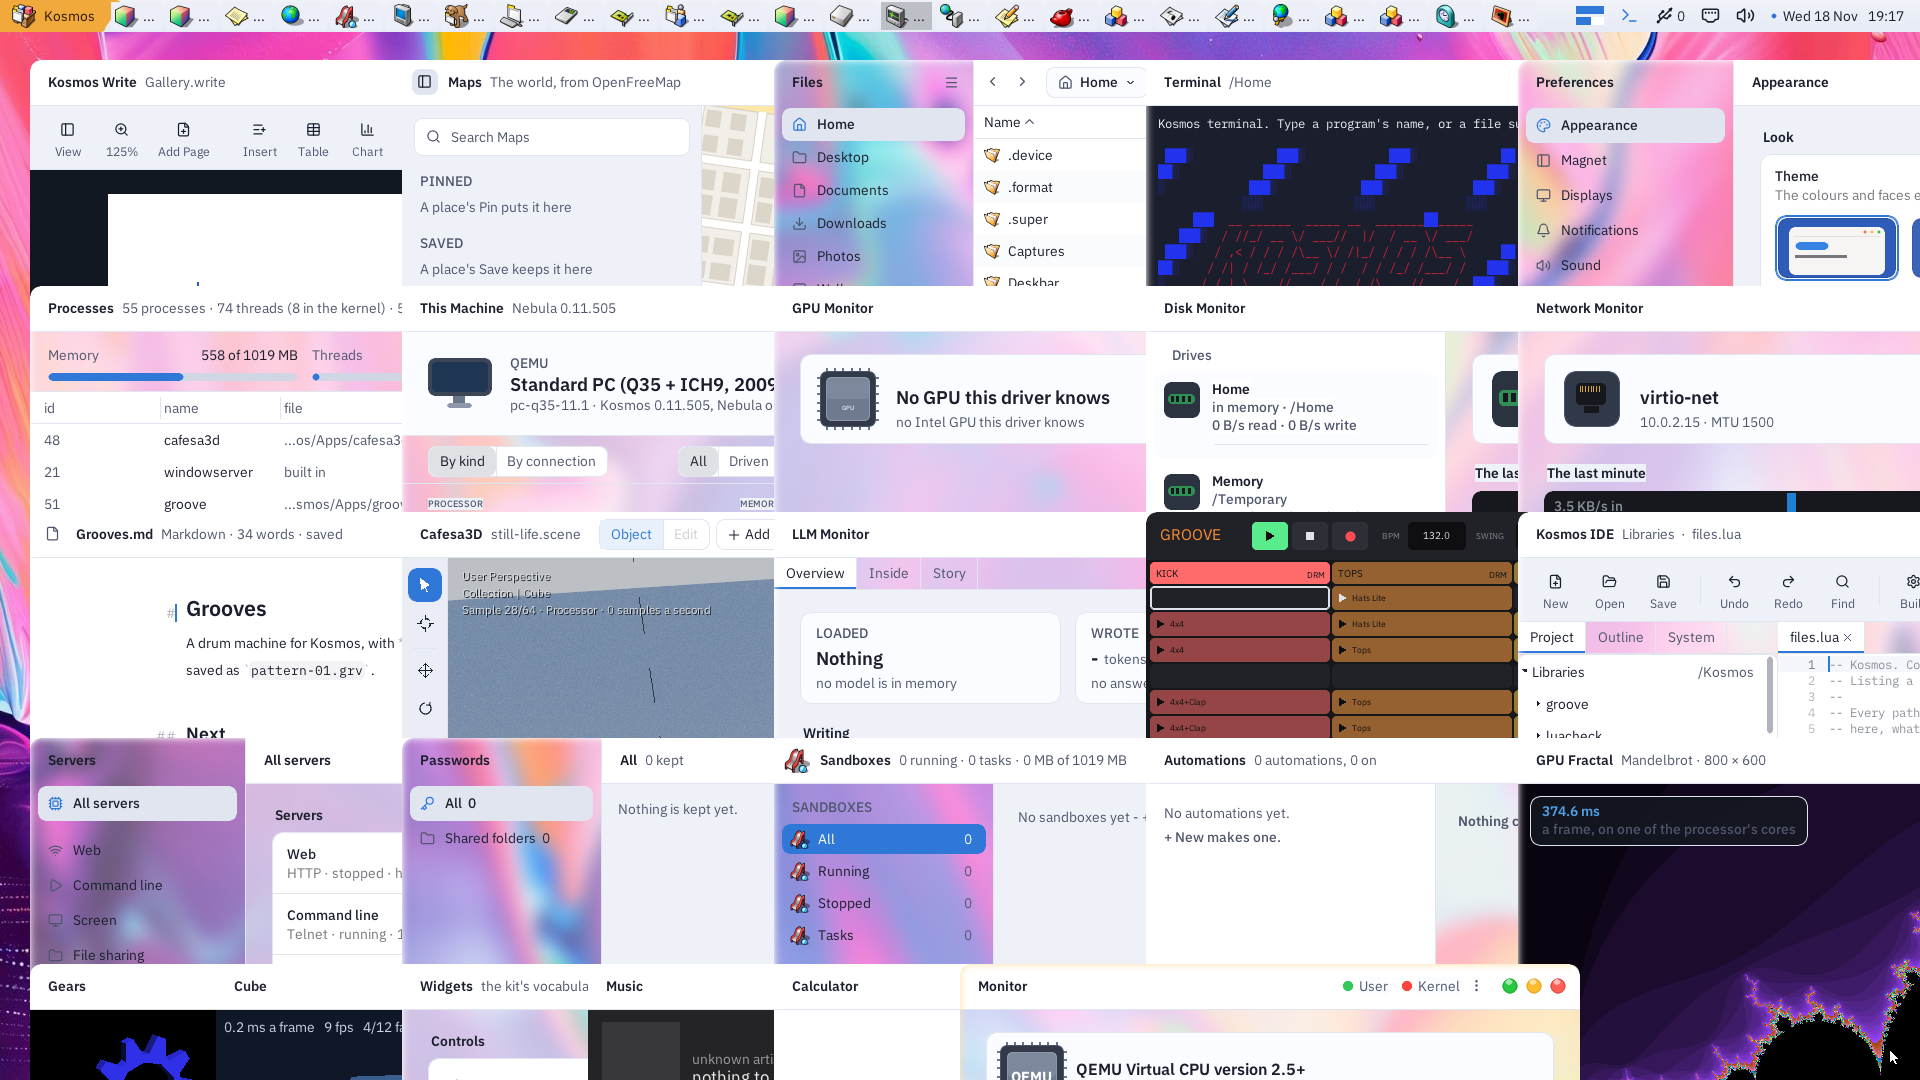 Kosmos
0
Wed 18 Nov 19:17
Kosmos Write Gallery.write
View
125%
Add Page
Insert
Table
Chart
Maps The world, from OpenFreeMap
Search Maps
PINNED
A place's Pin puts it here
SAVED
A place's Save keeps it here
Files
Home
Desktop
Documents
Downloads
Photos
Home
Name
.device
.format
.super
Captures
Deskbar
Terminal /Home
Kosmos terminal. Type a program's name, or a file su
Preferences
Appearance
Magnet
Displays
Notifications
Sound
Appearance
Look
Theme
The colours and faces e
Processes 55 processes · 74 threads (8 in the kernel) · 5
Memory 558 of 1019 MB Threads
id name file
48 cafesa3d ...os/Apps/cafesa3
21 windowserver built in
51 groove ...smos/Apps/groov
This Machine Nebula 0.11.505
QEMU
Standard PC (Q35 + ICH9, 2009
pc-q35-11.1 · Kosmos 0.11.505, Nebula o
By kind By connection All Driven
PROCESSOR MEMOR
GPU Monitor
GPU
No GPU this driver knows
no Intel GPU this driver knows
Disk Monitor
Drives
Home
in memory · /Home
0 B/s read · 0 B/s write
Memory
/Temporary
The las
Network Monitor
virtio-net
10.0.2.15 · MTU 1500
The last minute
3.5 KB/s in
Grooves.md Markdown · 34 words · saved
# Grooves
A drum machine for Kosmos, with *
saved as `pattern-01.grv`.
## Next
Cafesa3D still-life.scene Object Edit + Add
User Perspective
Collection | Cube
Sample 28/64 · Processor · 0 samples a second
LLM Monitor
Overview Inside Story
LOADED
Nothing
no model is in memory
WROTE
- tokens
no answe
Writing
GROOVE BPM 132.0 SWING
KICK DRM TOPS DRM
Hats Lite
4x4 Hats Lite
4x4 Tops
4x4+Clap Tops
4x4+Clap Tops
Kosmos IDE Libraries · files.lua
New
Open
Save
Undo
Redo
Find
Buil
Project Outline System
files.lua
Libraries /Kosmos
groove
luacheck
1 -- Kosmos. Co
2 -- Listing a
3 --
4 -- Every path
5 -- here, what
Servers
All servers
Web
Command line
Screen
File sharing
All servers
Servers
Web
HTTP · stopped · h
Command line
Telnet · running · 1
Passwords
All 0
Shared folders 0
All 0 kept
Nothing is kept yet.
Sandboxes 0 running · 0 tasks · 0 MB of 1019 MB
SANDBOXES
All 0
Running 0
Stopped 0
Tasks 0
No sandboxes yet - +
Automations 0 automations, 0 on
No automations yet.
+ New makes one.
Nothing c
GPU Fractal Mandelbrot · 800 × 600
374.6 ms
a frame, on one of the processor's cores
Gears
Cube
0.2 ms a frame 9 fps 4/12 fa
Widgets the kit's vocabula
Controls
Music
unknown arti
nothing to
Calculator
Monitor
User Kernel
QEMU
QEMU Virtual CPU version 2.5+